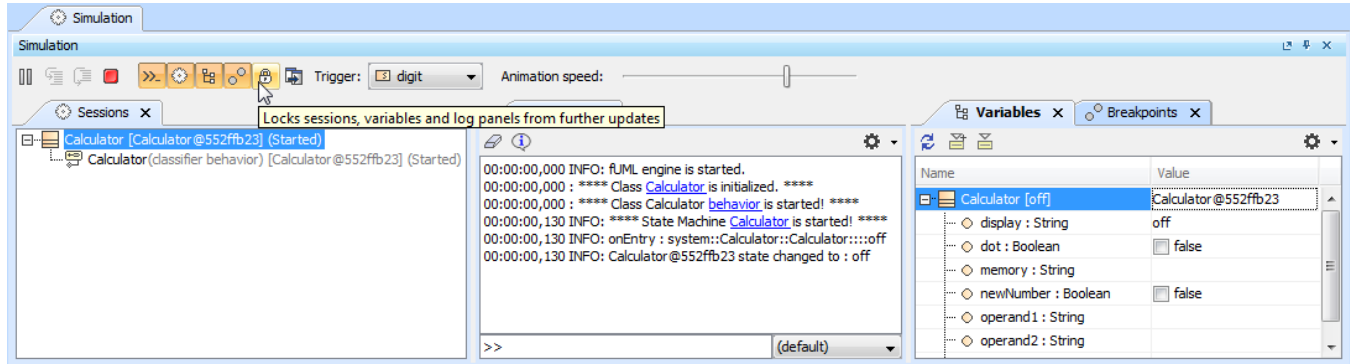 Simulation
Simulation
Trigger: digit Animation speed:
Sessions
Locks sessions, variables and log panels from further updates
Variables Breakpoints
Calculator [Calculator@552ffb23] (Started)
Calculator(classifier behavior) [Calculator@552ffb23] (Started)
00:00:00,000 INFO: fUML engine is started.
00:00:00,000 : **** Class Calculator is initialized. ****
00:00:00,000 : **** Class Calculator behavior is started! ****
00:00:00,130 INFO: **** State Machine Calculator is started! ****
00:00:00,130 INFO: onEntry : system::Calculator::Calculator::::off
00:00:00,130 INFO: Calculator@552ffb23 state changed to : off
>> (default)
Name Value
Calculator [off] Calculator@552ffb23
display : String off
dot : Boolean false
memory : String
newNumber : Boolean false
operand1 : String
operand2 : String